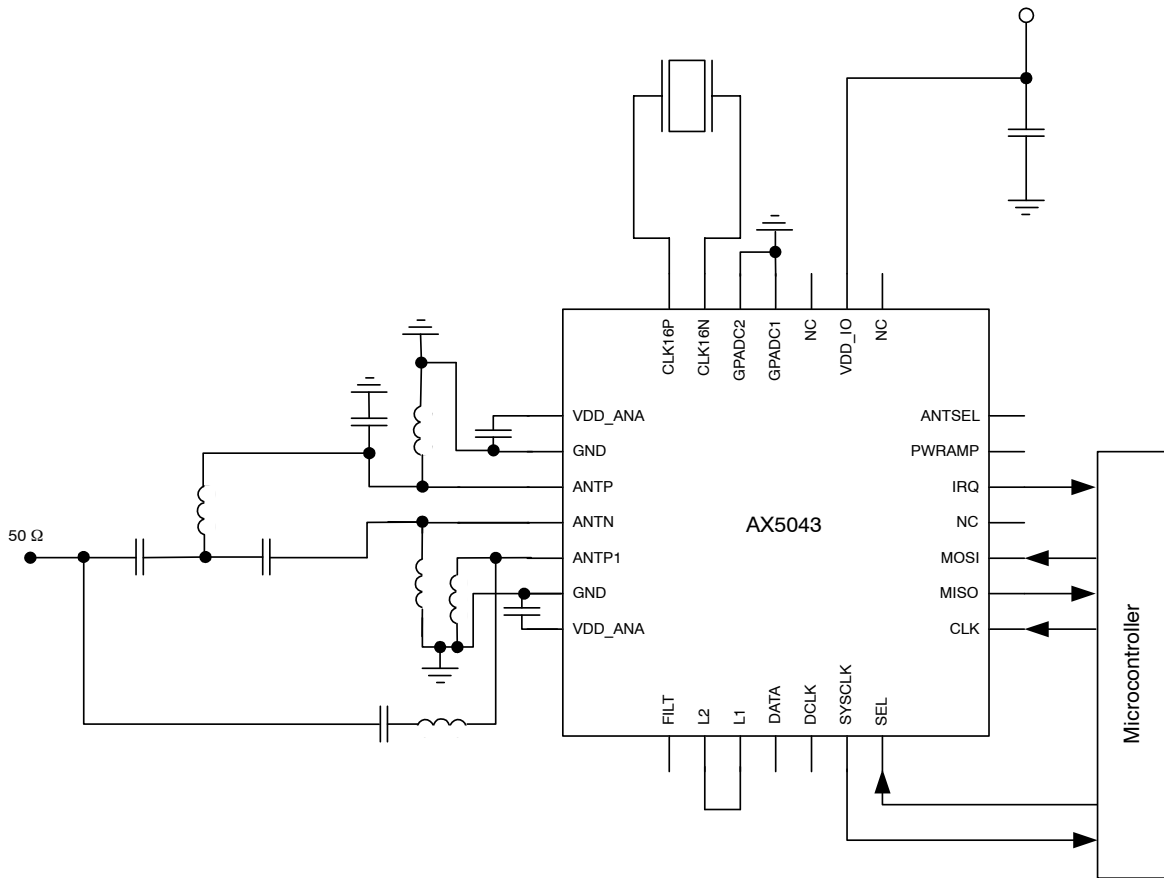 CLK16P
CLK16N
GPADC2
GPADC1
NC
VDD_IO
NC
VDD_ANA
GND
ANTP
ANTN
ANTP1
GND
VDD_ANA
50 Ω
AX5043
ANTSEL
PWRAMP
IRQ
NC
MOSI
MISO
CLK
FILT
L2
L1
DATA
DCLK
SYSCLK
SEL
Microcontroller